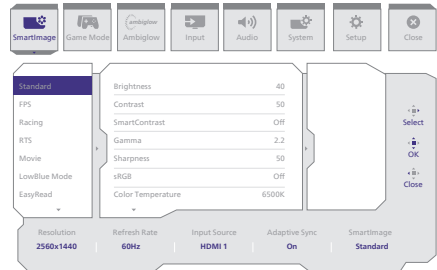 SmartImage Game Mode Ambiglow Input Audio System Setup Close
ambiglow
Standard
FPS
Racing
RTS
Movie
LowBlue Mode
EasyRead
Brightness 40
Contrast 50
SmartContrast Off
Gamma 2.2
Sharpness 50
sRGB Off
Color Temperature 6500K
Select
OK
Close
Resolution Refresh Rate Input Source Adaptive Sync SmartImage
2560x1440 60Hz HDMI 1 On Standard